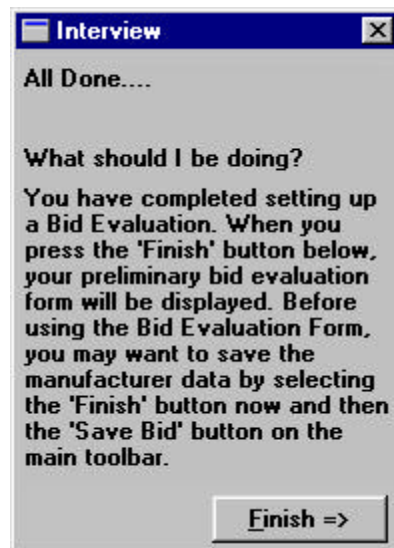 Interview
All Done....
What should I be doing?
You have completed setting up
a Bid Evaluation. When you
press the 'Finish' button below,
your preliminary bid evaluation
form will be displayed. Before
using the Bid Evaluation Form,
you may want to save the
manufacturer data by selecting
the 'Finish' button now and then
the 'Save Bid' button on the
main toolbar.
Finish =>